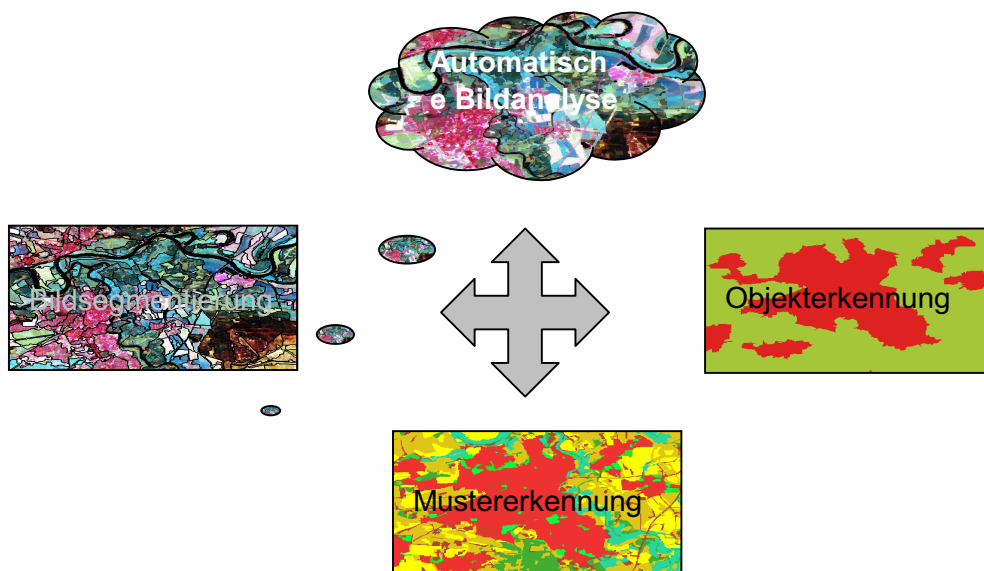 Automatisch
e Bildanalyse
Bildsegmentierung
Objekterkennung
Mustererkennung